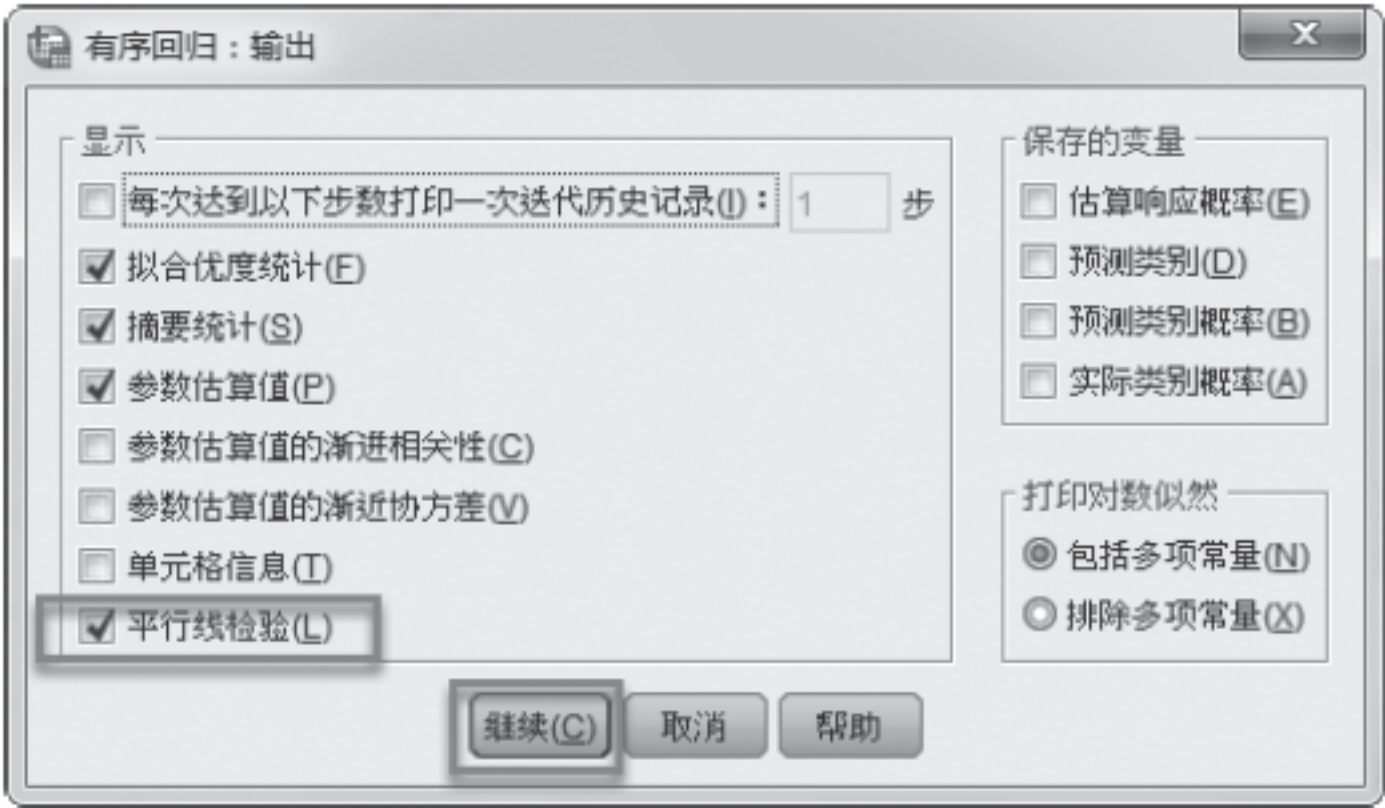 有序回归：输出
显示
每次达到以下步数打印一次迭代历史记录(I)： 1 步
拟合优度统计(F)
摘要统计(S)
参数估算值(P)
参数估算值的渐进相关性(C)
参数估算值的渐近协方差(V)
单元格信息(T)
平行线检验(L)
保存的变量
估算响应概率(E)
预测类别(D)
预测类别概率(B)
实际类别概率(A)
打印对数似然
包括多项常量(N)
排除多项常量(X)
继续(C) 取消 帮助